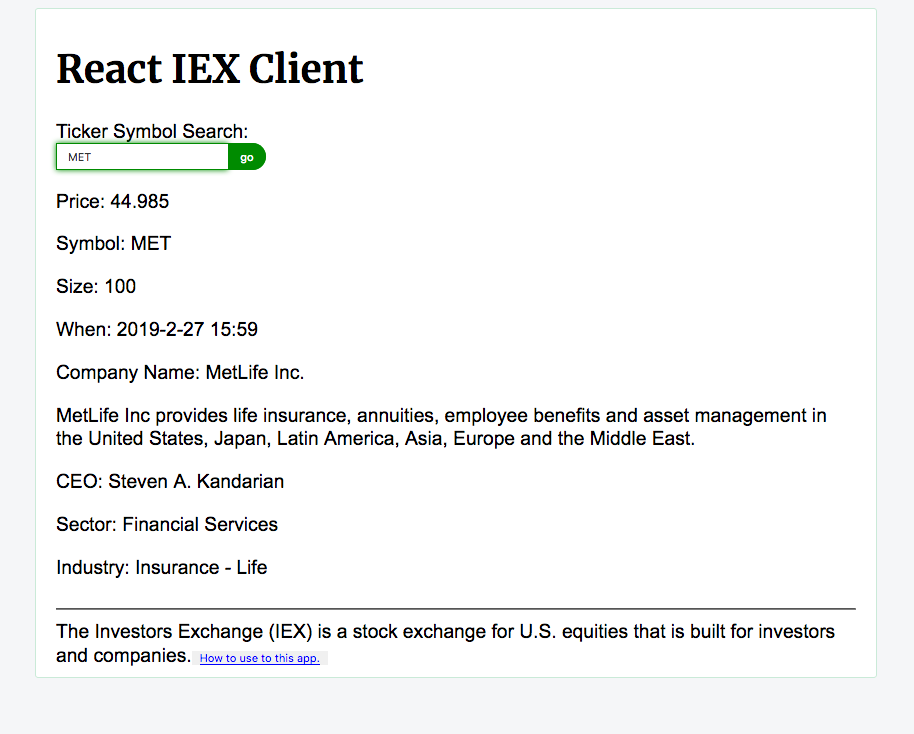 React IEX Client
Ticker Symbol Search:
MET go
Price: 44.985
Symbol: MET
Size: 100
When: 2019-2-27 15:59
Company Name: MetLife Inc.
MetLife Inc provides life insurance, annuities, employee benefits and asset management in
the United States, Japan, Latin America, Asia, Europe and the Middle East.
CEO: Steven A. Kandarian
Sector: Financial Services
Industry: Insurance - Life
The Investors Exchange (IEX) is a stock exchange for U.S. equities that is built for investors
and companies. How to use to this app.